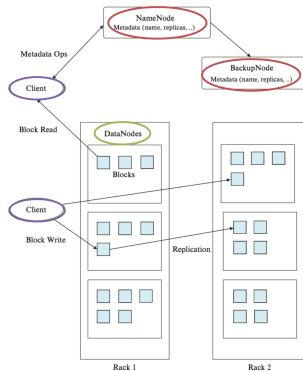 NameNode
Metadata (name, replicas, ..)
Metadata Ops
BackupNode
Metadata (name, replicas, ..)
Client
Block Read
DataNodes
Blocks
Client
Block Write
Replication
Rack 1
Rack 2